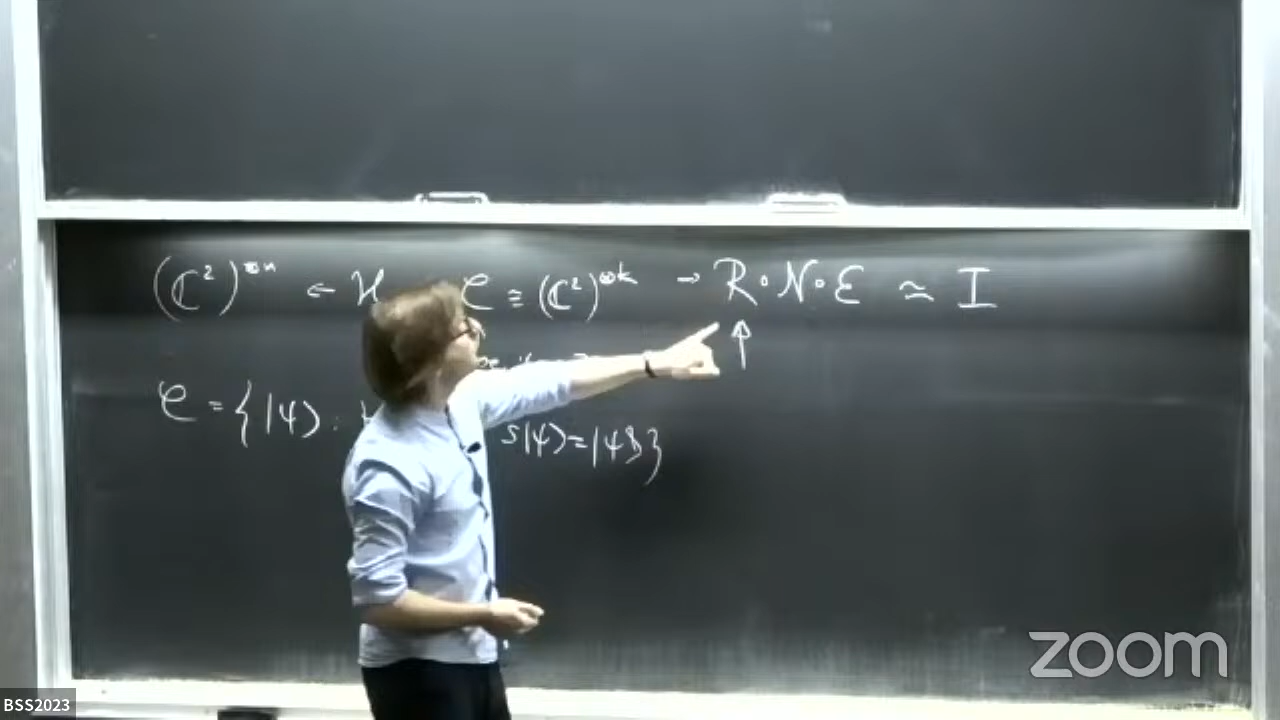 (ℂ²)^⊗n ← ℋ 𝒞 ≅ (ℂ²)^⊗k → R∘N∘ℰ ≃ I
↑
𝒞 = {|ψ⟩ : S|ψ⟩ = |ψ⟩}
zoom
BSS2023